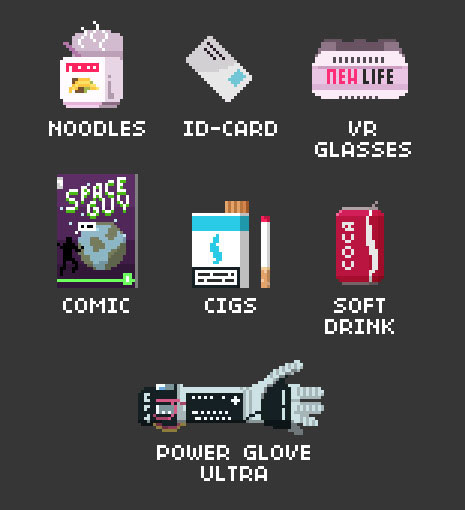 NEW LIFE
NOODLES
ID-CARD
VR
GLASSES
SPACE
GUY
COCA
COMIC
CIGS
SOFT
DRINK
POWER GLOVE
ULTRA